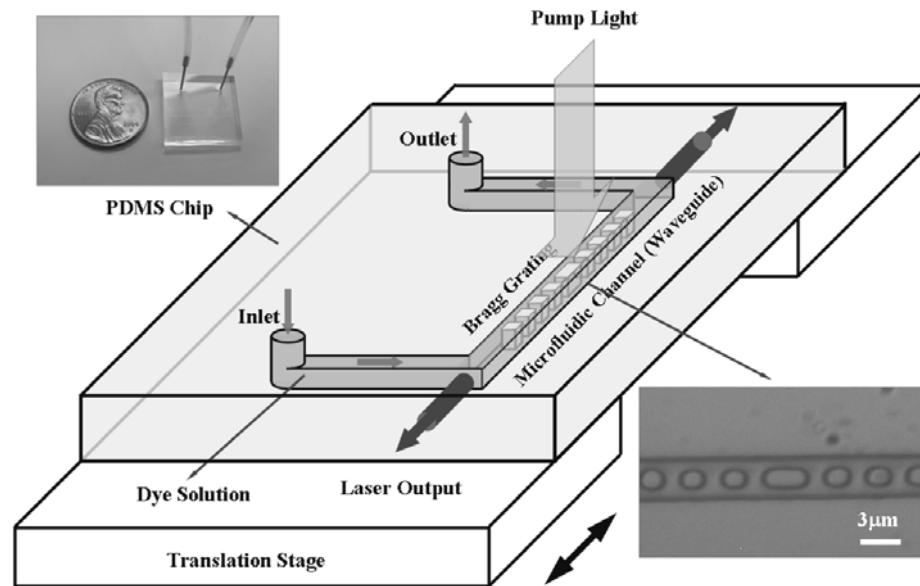 Pump Light
Outlet
PDMS Chip
Bragg Grating
Microfluidic Channel (Waveguide)
Inlet
Dye Solution
Laser Output
3μm
Translation Stage